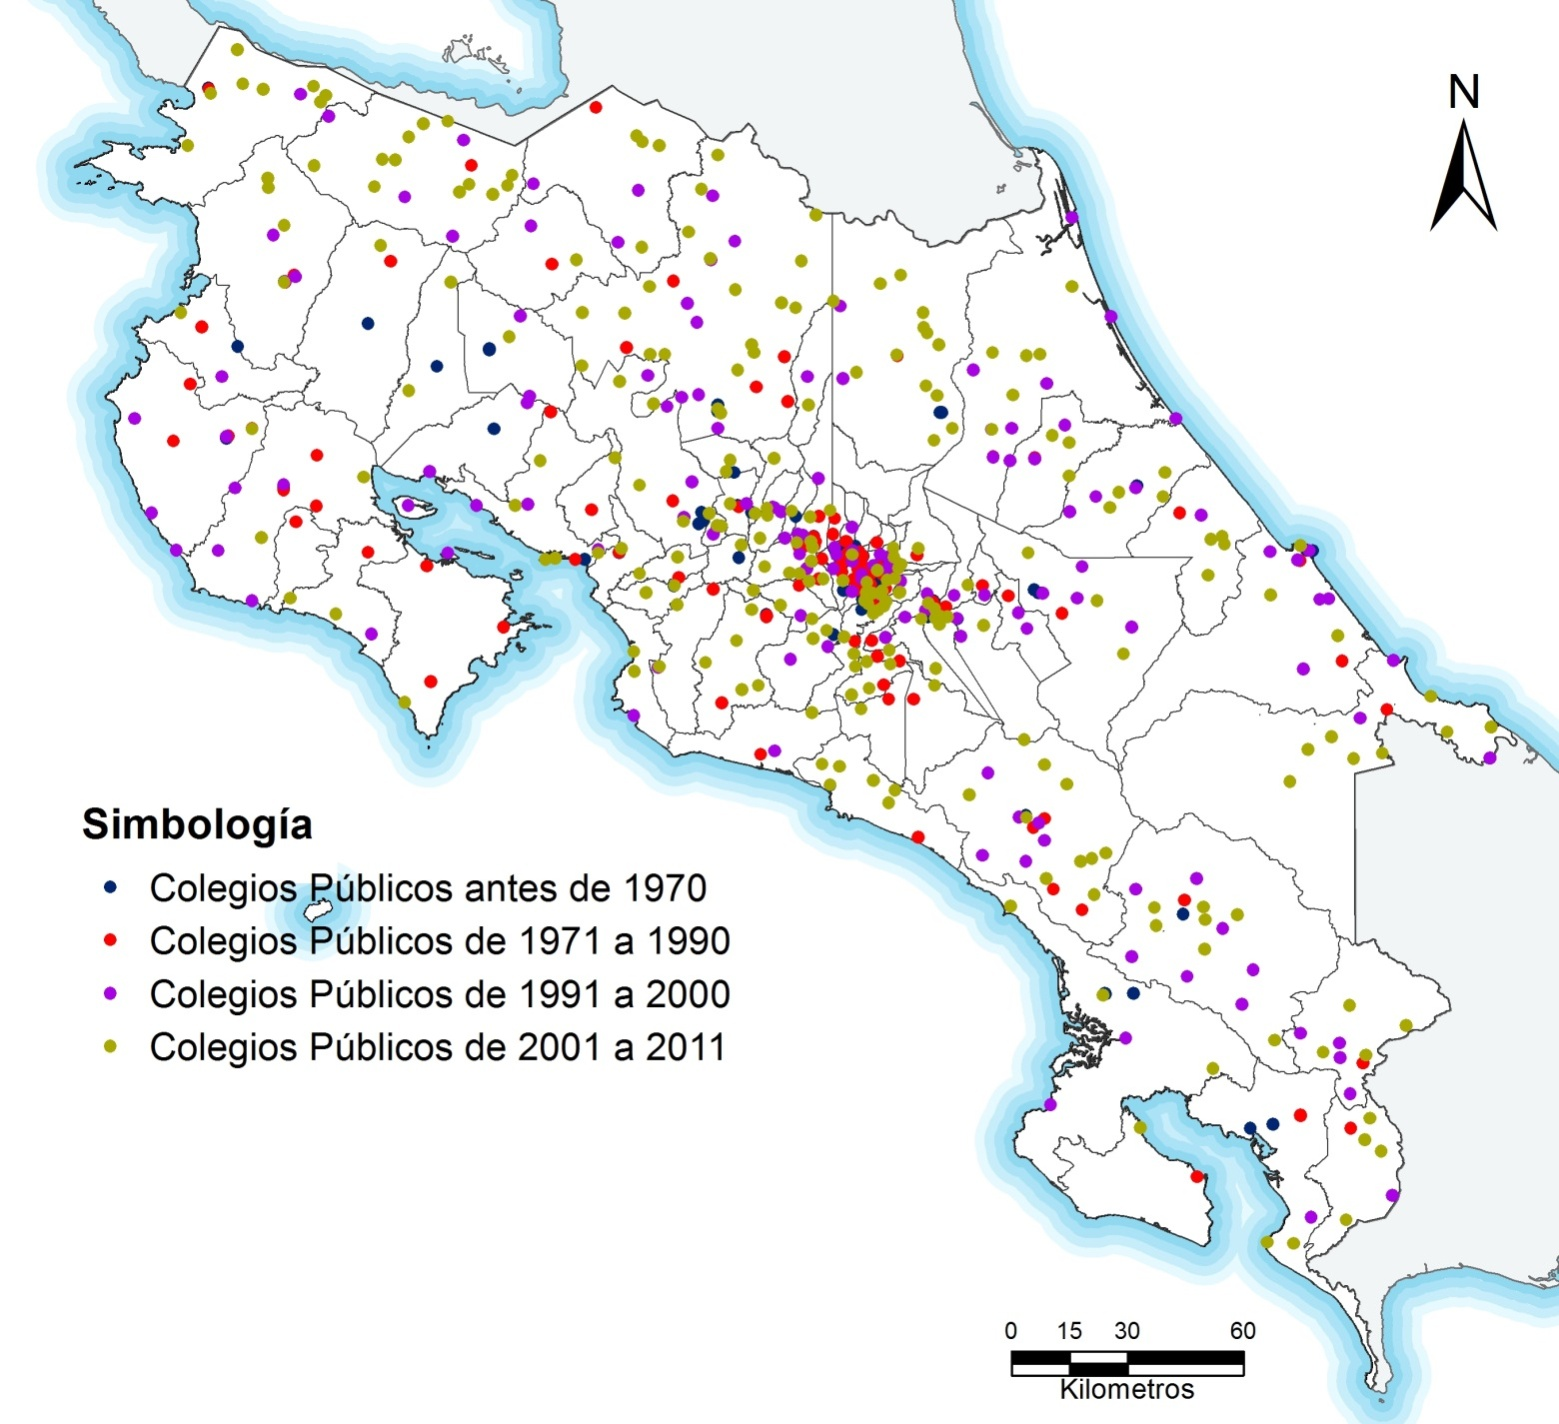 N
Simbología
Colegios Públicos antes de 1970
Colegios Públicos de 1971 a 1990
Colegios Públicos de 1991 a 2000
Colegios Públicos de 2001 a 2011
0 15 30 60
Kilometros